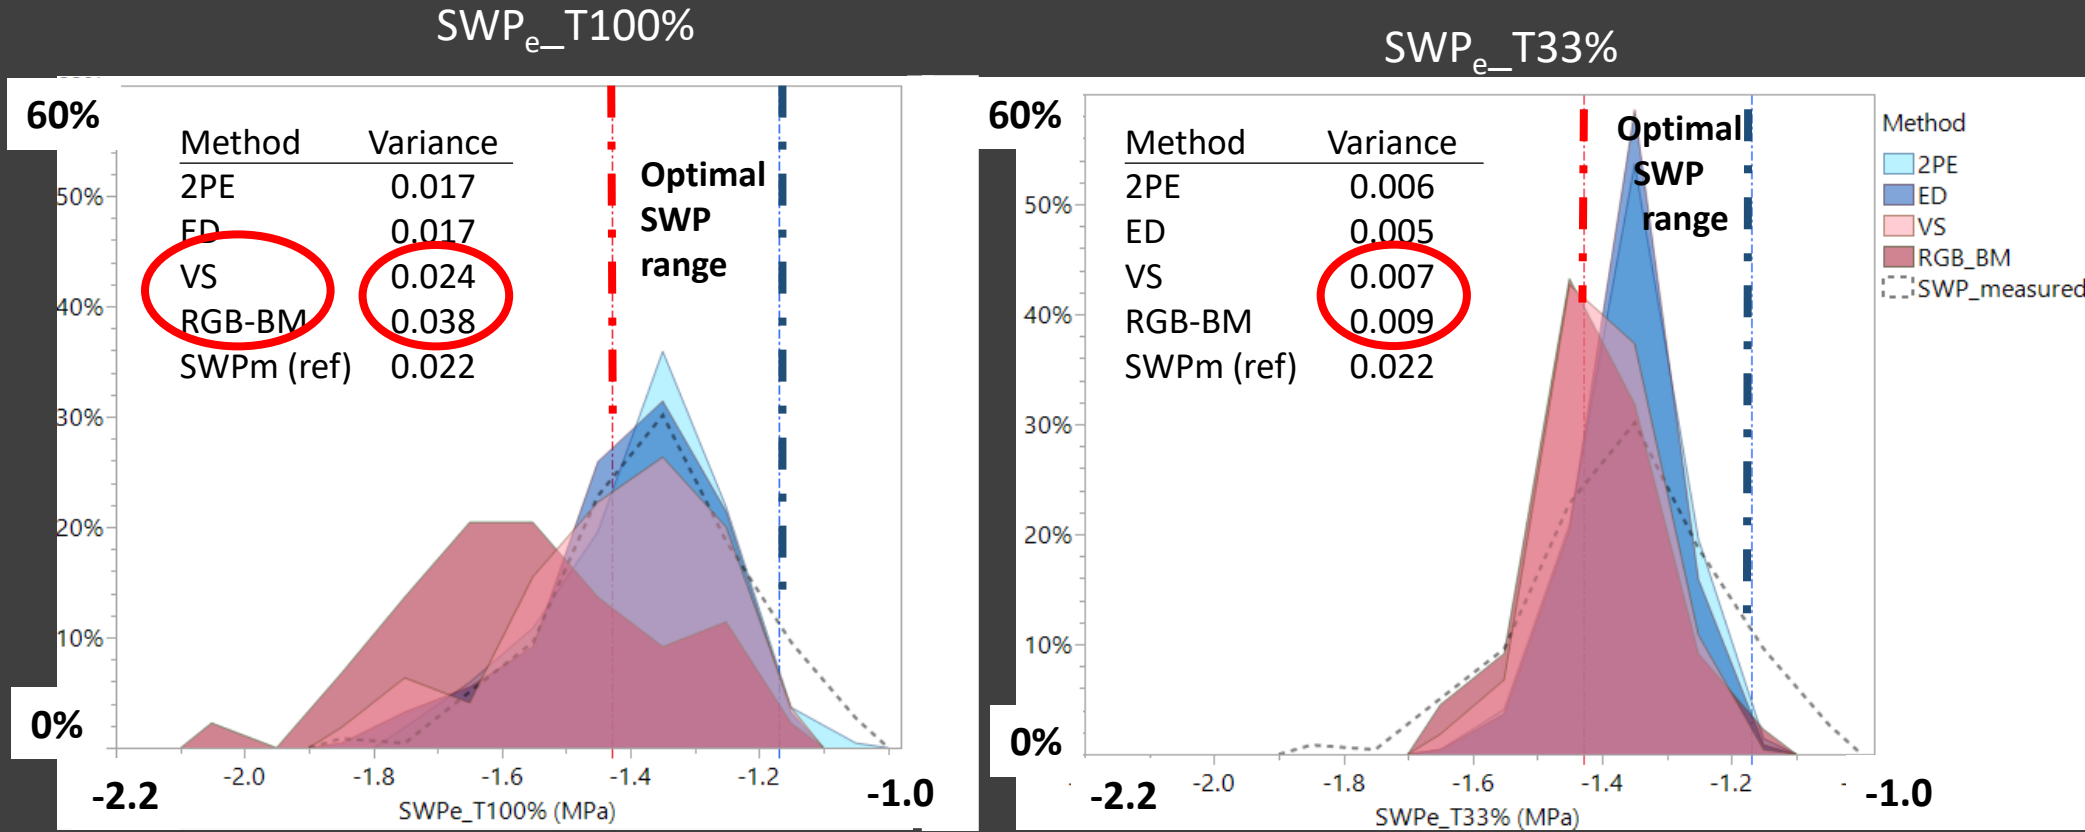 SWPe_T100%
60%
50%
40%
30%
20%
10%
0%
Method Variance
2PE 0.017
ED 0.017
VS 0.024
RGB-BM 0.038
SWPm (ref) 0.022
Optimal
SWP
range
-2.2 -2.0 -1.8 -1.6 -1.4 -1.2 -1.0
SWPe_T100% (MPa)
SWPe_T33%
60%
50%
40%
30%
20%
10%
0%
Method Variance
2PE 0.006
ED 0.005
VS 0.007
RGB-BM 0.009
SWPm (ref) 0.022
Optimal
SWP
range
-2.2 -2.0 -1.8 -1.6 -1.4 -1.2 -1.0
SWPe_T33% (MPa)
Method
2PE
ED
VS
RGB_BM
SWP_measured